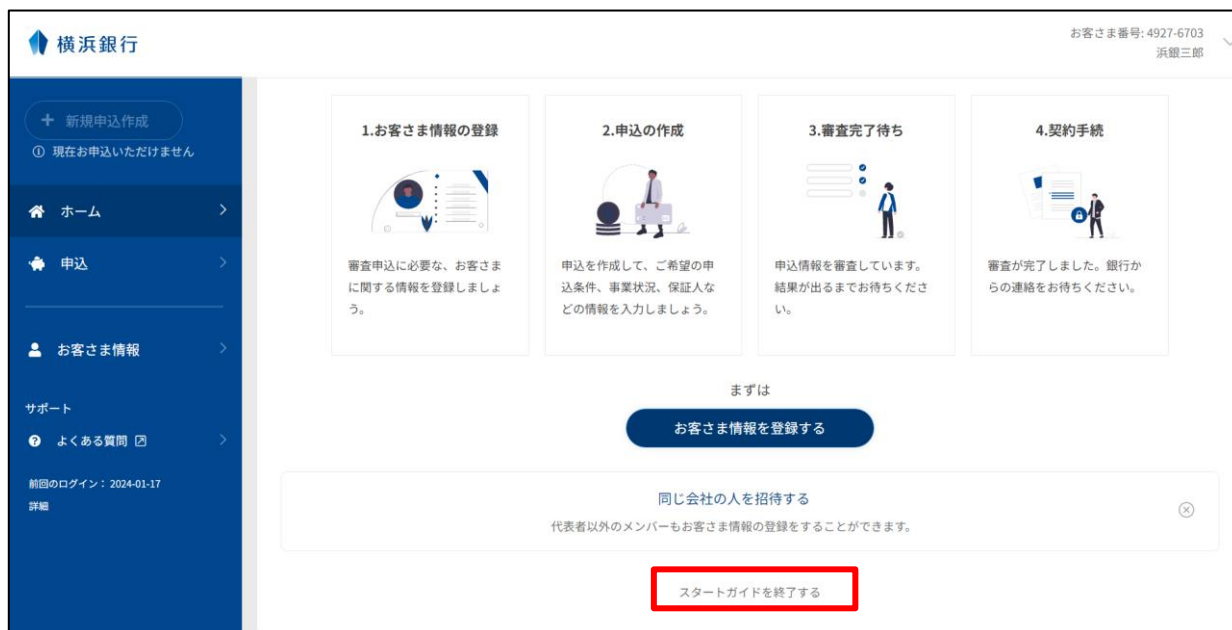 横浜銀行
お客さま番号: 4927-6703
浜銀三郎
+ 新規申込作成
現在お申込いただけません
ホーム
申込
お客さま情報
サポート
よくある質問
前回のログイン： 2024-01-17
詳細
1.お客さま情報の登録
審査申込に必要な、お客さま
に関する情報を登録しましょ
う。
2.申込の作成
申込を作成して、ご希望の申
込条件、事業状況、保証人な
どの情報を入力しましょう。
3.審査完了待ち
申込情報を審査しています。
結果が出るまでお待ちくださ
い。
4.契約手続
審査が完了しました。銀行か
らの連絡をお待ちください。
まずは
お客さま情報を登録する
同じ会社の人を招待する
代表者以外のメンバーもお客さま情報の登録をすることができます。
スタートガイドを終了する